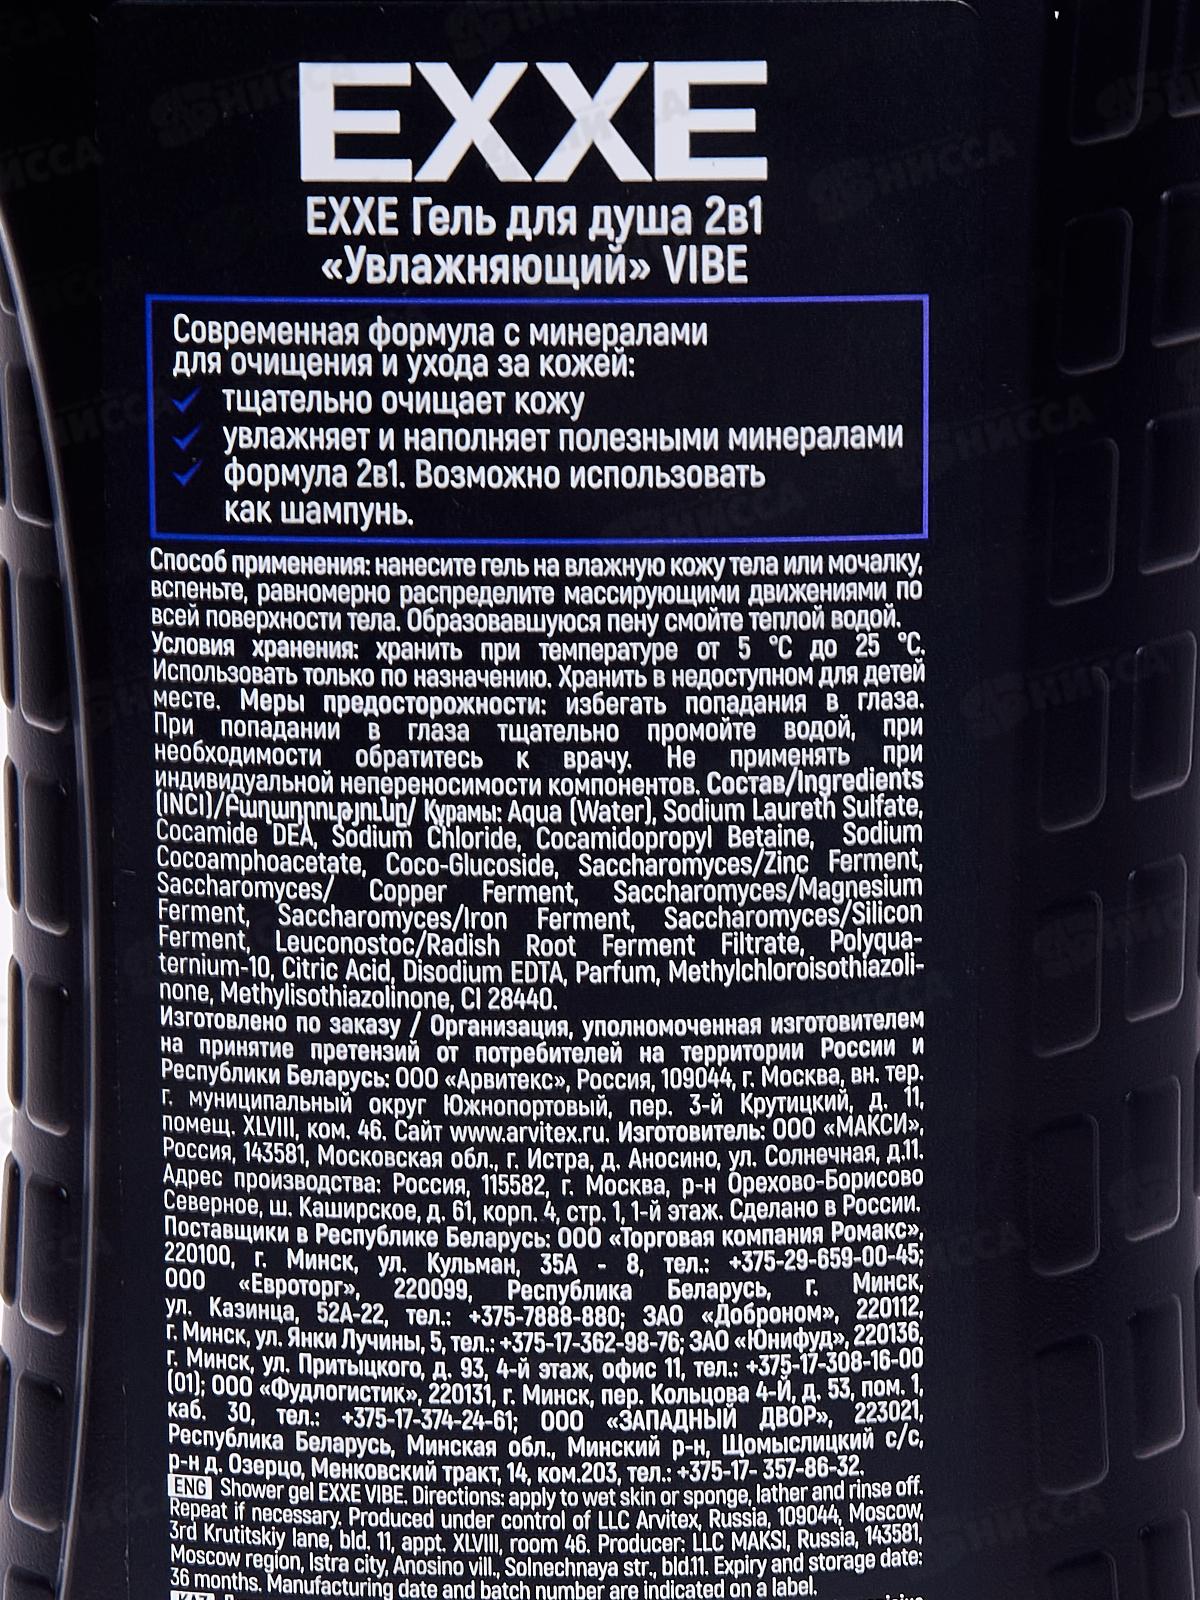 EXXE
EXXE Гель для душа 2в1
«Увлажняющий» VIBE
Современная формула с минералами
для очищения и ухода за кожей:
тщательно очищает кожу
увлажняет и наполняет полезными минералами
формула 2в1. Возможно использовать
как шампунь.
Способ применения: нанесите гель на влажную кожу тела или мочалку,
вспеньте, равномерно распределите массирующими движениями по
всей поверхности тела. Образовавшуюся пену смойте теплой водой.
Условия хранения: хранить при температуре от 5 °C до 25 °C.
Использовать только по назначению. Хранить в недоступном для детей
месте. Меры предосторожности: избегать попадания в глаза.
При попадании в глаза тщательно промойте водой, при
необходимости обратитесь к врачу. Не применять при
индивидуальной непереносимости компонентов. Состав/Ingredients
(INCI)/Բաղադրությունը/ Курамы: Aqua (Water), Sodium Laureth Sulfate,
Cocamide DEA, Sodium Chloride, Cocamidopropyl Betaine, Sodium
Cocoamphoacetate, Coco-Glucoside, Saccharomyces/Zinc Ferment,
Saccharomyces/ Copper Ferment, Saccharomyces/Magnesium
Ferment, Saccharomyces/Iron Ferment, Saccharomyces/Silicon
Ferment, Leuconostoc/Radish Root Ferment Filtrate, Polyqua-
ternium-10, Citric Acid, Disodium EDTA, Parfum, Methylchloroisothiazoli-
none, Methylisothiazolinone, CI 28440.
Изготовлено по заказу / Организация, уполномоченная изготовителем
на принятие претензий от потребителей на территории России и
Республики Беларусь: ООО «Арвитекс», Россия, 109044, г. Москва, вн. тер.
г. муниципальный округ Южнопортовый, пер. 3-й Крутицкий, д. 11,
помещ. XLVIII, ком. 46. Сайт www.arvitex.ru. Изготовитель: ООО «МАКСИ»,
Россия, 143581, Московская обл., г. Истра, д. Аносино, ул. Солнечная, д.11.
Адрес производства: Россия, 115582, г. Москва, р-н Орехово-Борисово
Северное, ш. Каширское, д. 61, корп. 4, стр. 1, 1-й этаж. Сделано в России.
Поставщики в Республике Беларусь: ООО «Торговая компания Ромакс»,
220100, г. Минск, ул. Кульман, 35А - 8, тел.: +375-29-659-00-45;
ООО «Евроторг», 220099, Республика Беларусь, г. Минск,
ул. Казинца, 52А-22, тел.: +375-7888-880; ЗАО «Доброном», 220112,
г. Минск, ул. Янки Лучины, 5, тел.: +375-17-362-98-76; ЗАО «Юнифуд», 220136,
г. Минск, ул. Притыцкого, д. 93, 4-й этаж, офис 11, тел.: +375-17-308-16-00
(01); ООО «Фудлогистик», 220131, г. Минск, пер. Кольцова 4-Й, д. 53, пом. 1,
каб. 30, тел.: +375-17-374-24-61; ООО «ЗАПАДНЫЙ ДВОР», 223021,
Республика Беларусь, Минская обл., Минский р-н, Щомыслицкий с/с,
р-н д. Озерцо, Менковский тракт, 14, ком.203, тел.: +375-17- 357-86-32.
ENG Shower gel EXXE VIBE. Directions: apply to wet skin or sponge, lather and rinse off.
Repeat if necessary. Produced under control of LLC Arvitex, Russia, 109044, Moscow,
3rd Krutitskiy lane, bld. 11, appt. XLVIII, room 46. Producer: LLC MAKSI, Russia, 143581,
Moscow region, Istra city, Anosino vill., Solnechnaya str., bld.11. Expiry and storage date:
36 months. Manufacturing date and batch number are indicated on a label.